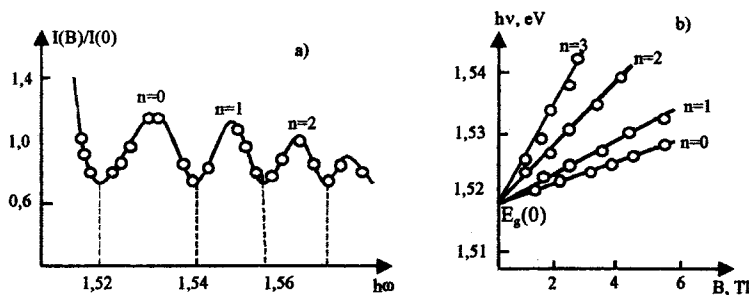 I(B)/I(0)
a)
1,4
1,0
0,6
n=0
n=1
n=2
1,52
1,54
1,56
hω
hν, eV
b)
1,54
1,53
1,52
1,51
n=3
n=2
n=1
n=0
E_g(0)
2
4
6
B, Tl